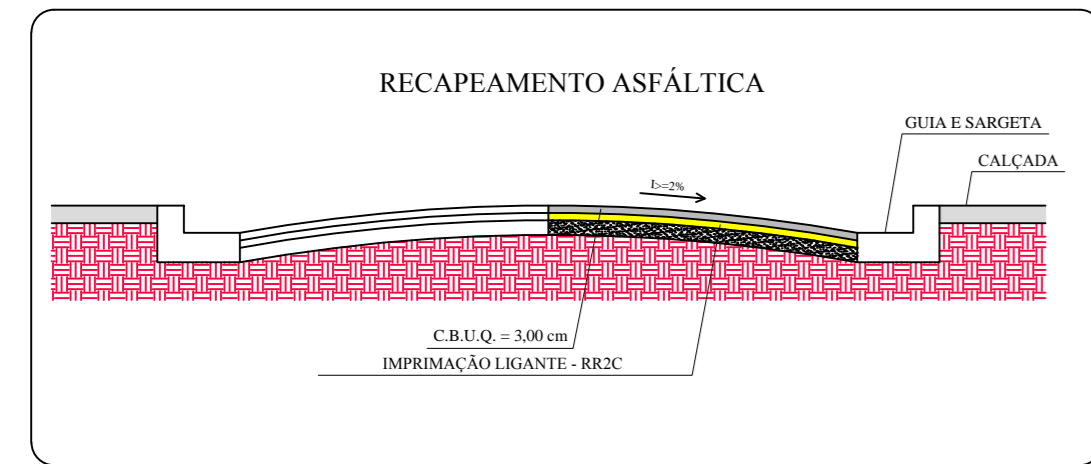 RECAPEAMENTO ASFÁLTICA
GUIA E SARGETA
CALÇADA
I>=2%
C.B.U.Q. = 3,00 cm
IMPRIMAÇÃO LIGANTE - RR2C